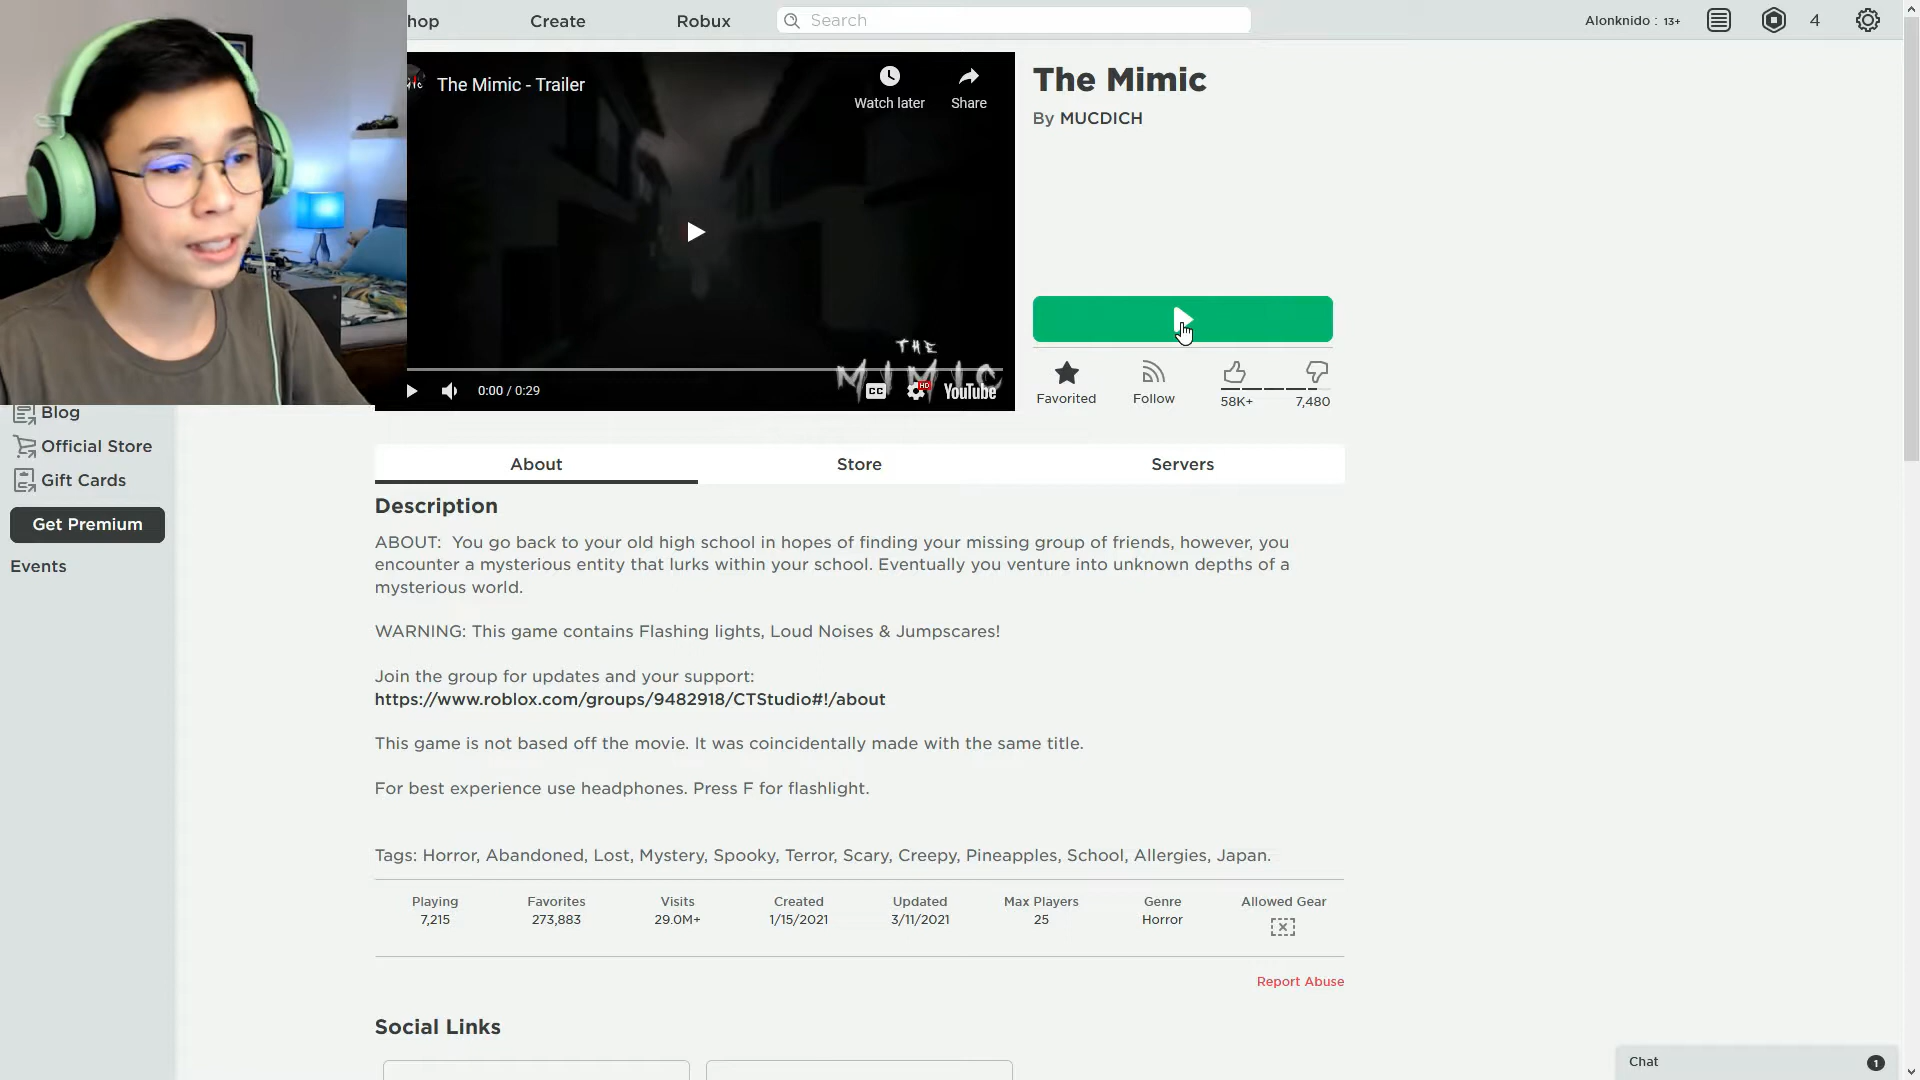 hop
Create
Robux
Search
Alonknido : 13+
4
The Mimic - Trailer
Watch later
Share
The Mimic
By MUCDICH
THE
MIMIC
0:00 / 0:29
CC
HD
YouTube
Favorited
Follow
58K+
7,480
Blog
Official Store
Gift Cards
Get Premium
Events
About
Store
Servers
Description
ABOUT:  You go back to your old high school in hopes of finding your missing group of friends, however, you
encounter a mysterious entity that lurks within your school. Eventually you venture into unknown depths of a
mysterious world.
WARNING: This game contains Flashing lights, Loud Noises & Jumpscares!
Join the group for updates and your support:
https://www.roblox.com/groups/9482918/CTStudio#!/about
This game is not based off the movie. It was coincidentally made with the same title.
For best experience use headphones. Press F for flashlight.
Tags: Horror, Abandoned, Lost, Mystery, Spooky, Terror, Scary, Creepy, Pineapples, School, Allergies, Japan.
Playing
Favorites
Visits
Created
Updated
Max Players
Genre
Allowed Gear
7,215
273,883
29.0M+
1/15/2021
3/11/2021
25
Horror
Report Abuse
Social Links
Chat
1